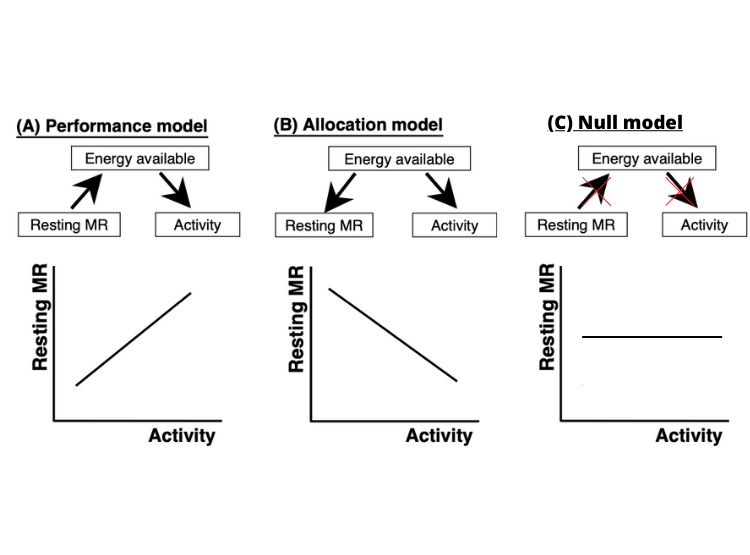 (A) Performance model
Energy available
Resting MR
Activity
Resting MR
Activity
(B) Allocation model
Energy available
Resting MR
Activity
Resting MR
Activity
(C) Null model
Energy available
Resting MR
Activity
Resting MR
Activity